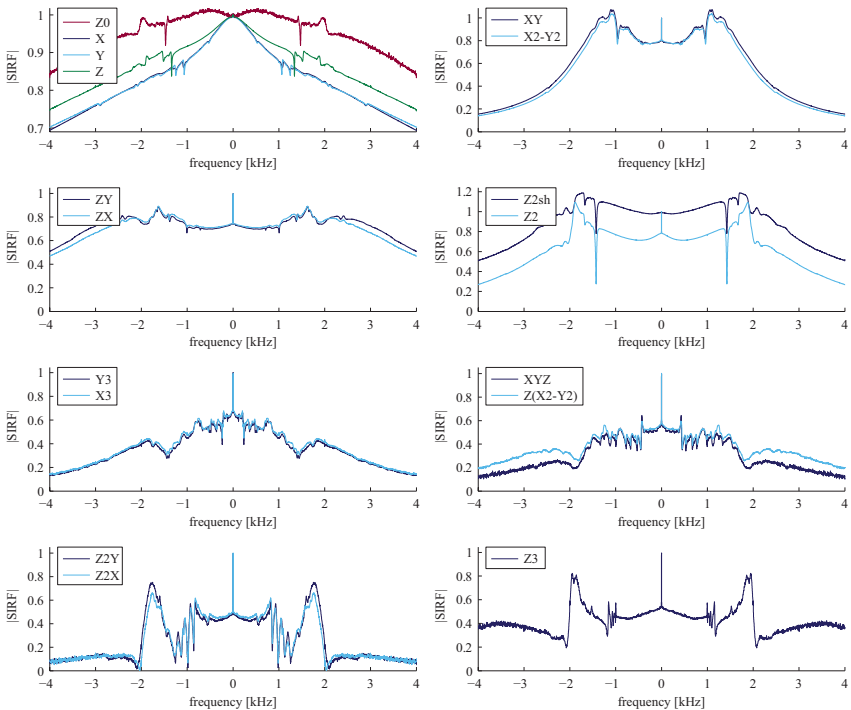 Z0
X
Y
Z
1
0.9
0.8
0.7
|SIRF|
−4 −3 −2 −1 0 1 2 3 4
frequency [kHz]
XY
X2-Y2
1
0.8
0.6
0.4
0.2
0
|SIRF|
−4 −3 −2 −1 0 1 2 3 4
frequency [kHz]
ZY
ZX
1
0.8
0.6
0.4
0.2
0
|SIRF|
−4 −3 −2 −1 0 1 2 3 4
frequency [kHz]
Z2sh
Z2
1.2
1
0.8
0.6
0.4
0.2
0
|SIRF|
−4 −3 −2 −1 0 1 2 3 4
frequency [kHz]
Y3
X3
1
0.8
0.6
0.4
0.2
0
|SIRF|
−4 −3 −2 −1 0 1 2 3 4
frequency [kHz]
XYZ
Z(X2-Y2)
1
0.8
0.6
0.4
0.2
0
|SIRF|
−4 −3 −2 −1 0 1 2 3 4
frequency [kHz]
Z2Y
Z2X
1
0.8
0.6
0.4
0.2
0
|SIRF|
−4 −3 −2 −1 0 1 2 3 4
frequency [kHz]
Z3
1
0.8
0.6
0.4
0.2
0
|SIRF|
−4 −3 −2 −1 0 1 2 3 4
frequency [kHz]